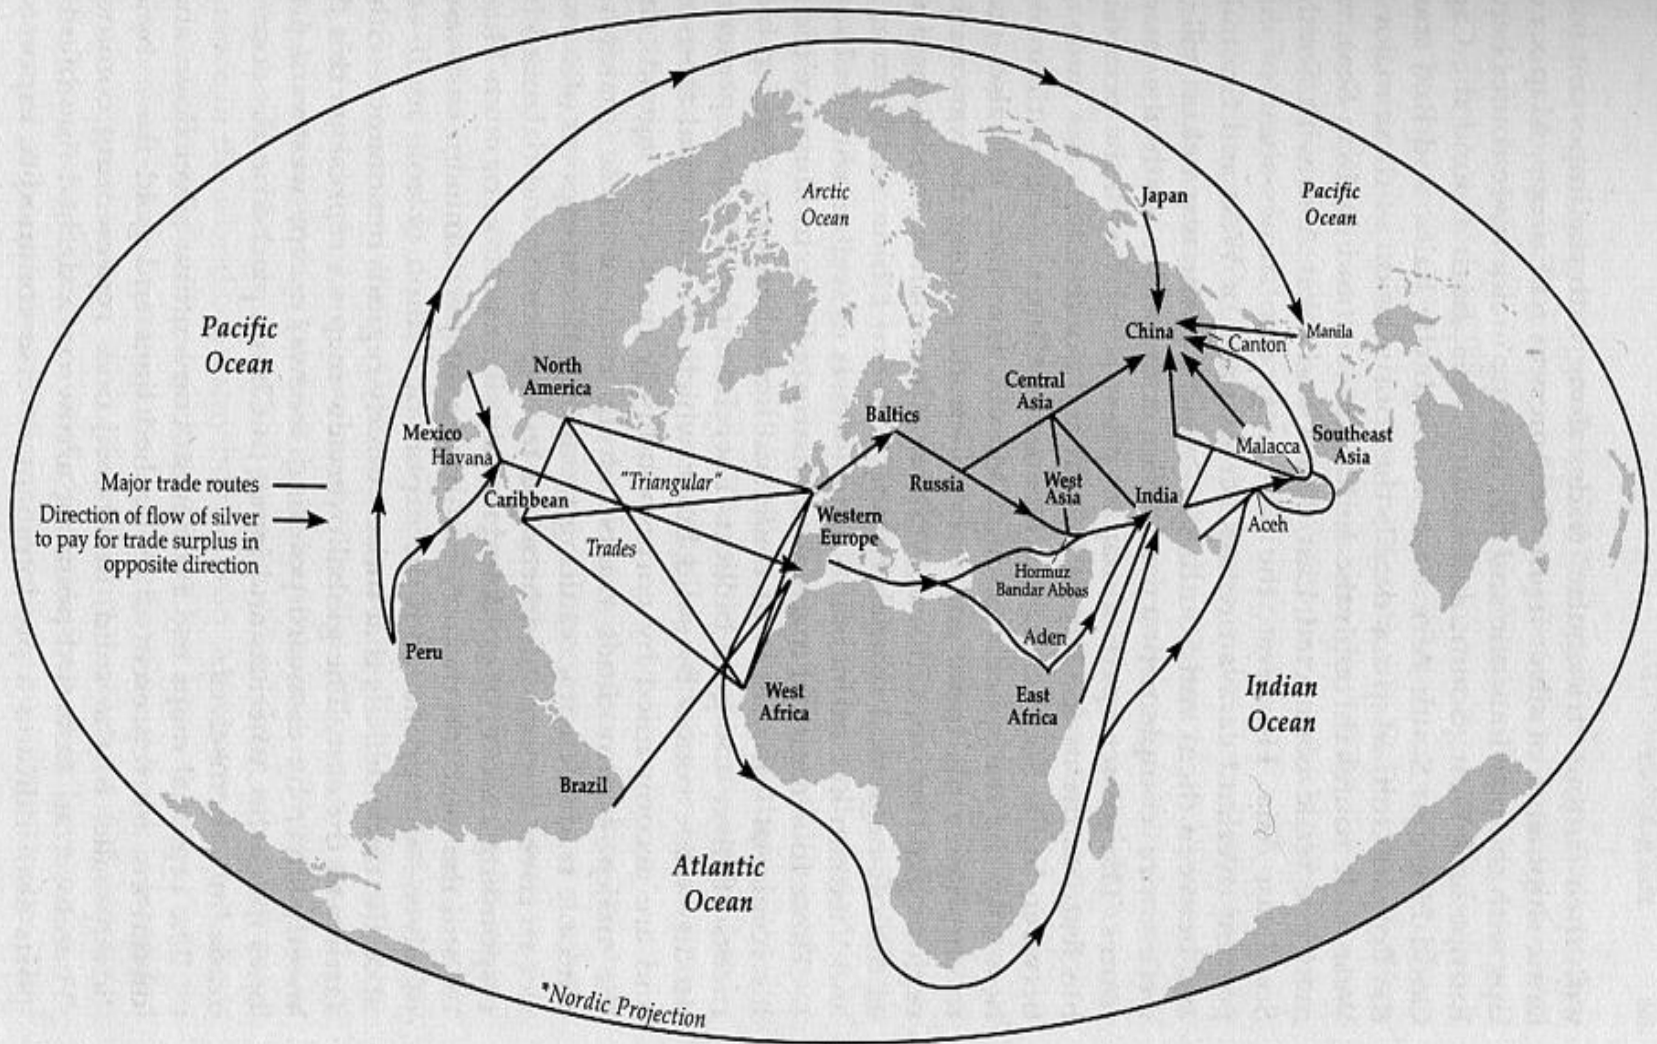 Arctic
Ocean
Japan
Pacific
Ocean
Pacific
Ocean
China
Canton
Manila
North
America
Central
Asia
Baltics
Mexico
Havana
Malacca
Southeast
Asia
"Triangular"
Russia
West
Asia
India
Major trade routes
Caribbean
Direction of flow of silver
to pay for trade surplus in
opposite direction
Western
Europe
Aceh
Trades
Hormuz
Bandar Abbas
Aden
Peru
West
Africa
East
Africa
Indian
Ocean
Brazil
Atlantic
Ocean
*Nordic Projection